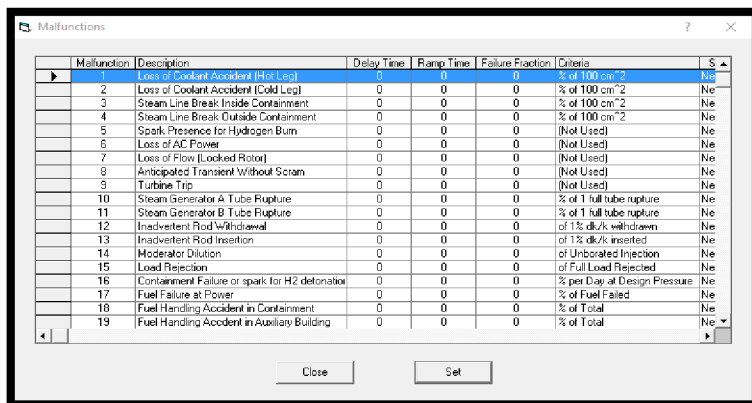 Malfunctions ?
Malfunction Description Delay Time Ramp Time Failure Fraction Criteria S
1 Loss of Coolant Accident (Hot Leg) 0 0 0 % of 100 cm^2 Ne
2 Loss of Coolant Accident (Cold Leg) 0 0 0 % of 100 cm^2 Ne
3 Steam Line Break Inside Containment 0 0 0 % of 100 cm^2 Ne
4 Steam Line Break Outside Containment 0 0 0 % of 100 cm^2 Ne
5 Spark Presence for Hydrogen Burn 0 0 0 (Not Used) Ne
6 Loss of AC Power 0 0 0 (Not Used) Ne
7 Loss of Flow (Locked Rotor) 0 0 0 (Not Used) Ne
8 Anticipated Transient Without Scram 0 0 0 (Not Used) Ne
9 Turbine Trip 0 0 0 (Not Used) Ne
10 Steam Generator A Tube Rupture 0 0 0 % of 1 full tube rupture Ne
11 Steam Generator B Tube Rupture 0 0 0 % of 1 full tube rupture Ne
12 Inadvertent Rod Withdrawal 0 0 0 of 1% dk/k withdrawn Ne
13 Inadvertent Rod Insertion 0 0 0 of 1% dk/k inserted Ne
14 Moderator Dilution 0 0 0 of Unborated Injection Ne
15 Load Rejection 0 0 0 of Full Load Rejected Ne
16 Containment Failure or spark for H2 detonation 0 0 0 % per Day at Design Pressure Ne
17 Fuel Failure at Power 0 0 0 % of Fuel Failed Ne
18 Fuel Handling Accident in Containment 0 0 0 % of Total Ne
19 Fuel Handling Accident in Auxiliary Building 0 0 0 % of Total Ne
Close Set